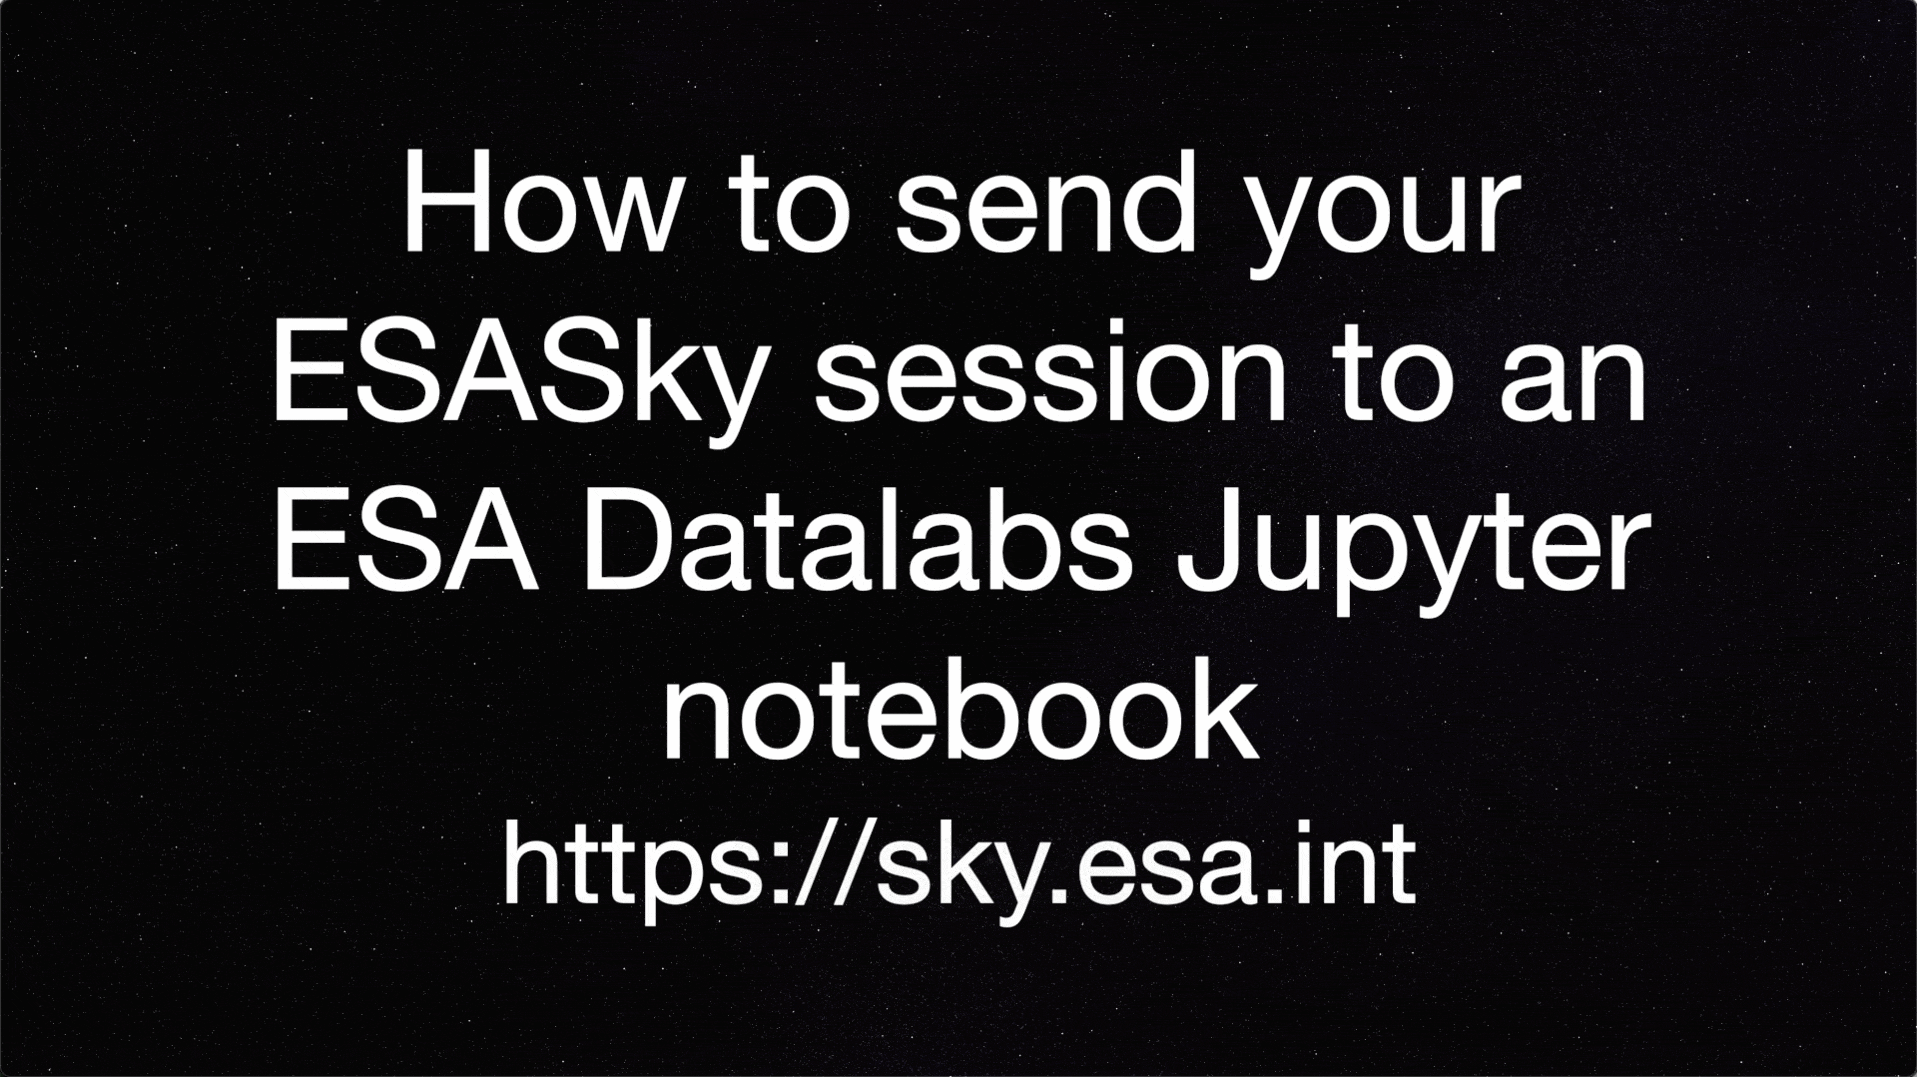 How to send your
ESASky session to an
ESA Datalabs Jupyter
notebook
https://sky.esa.int